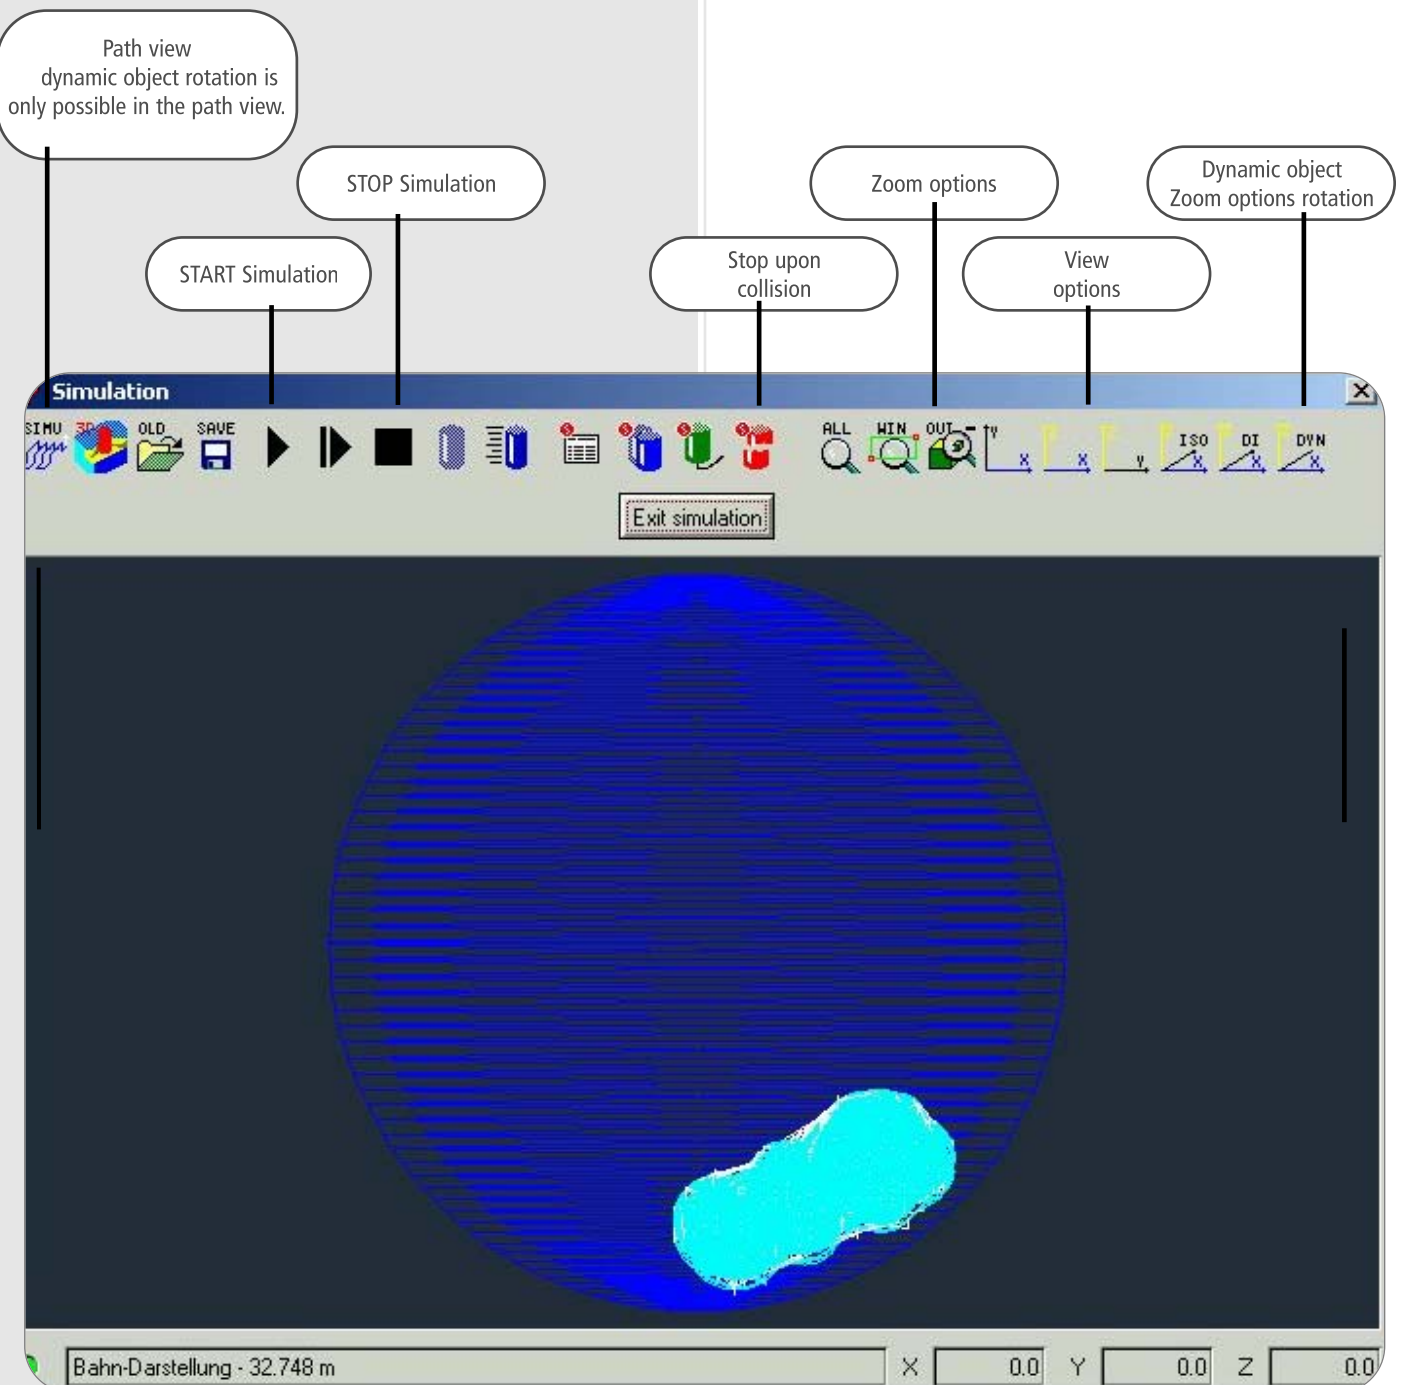 Path view
dynamic object rotation is
only possible in the path view.
STOP Simulation
Zoom options
Dynamic object
Zoom options rotation
START Simulation
Stop upon
collision
View
options
Simulation
SIMU 3D OLD SAVE ALL WIN OUT Y X X Y ISO X DI X DYN X
Exit simulation
Bahn-Darstellung - 32.748 m X 0.0 Y 0.0 Z 0.0